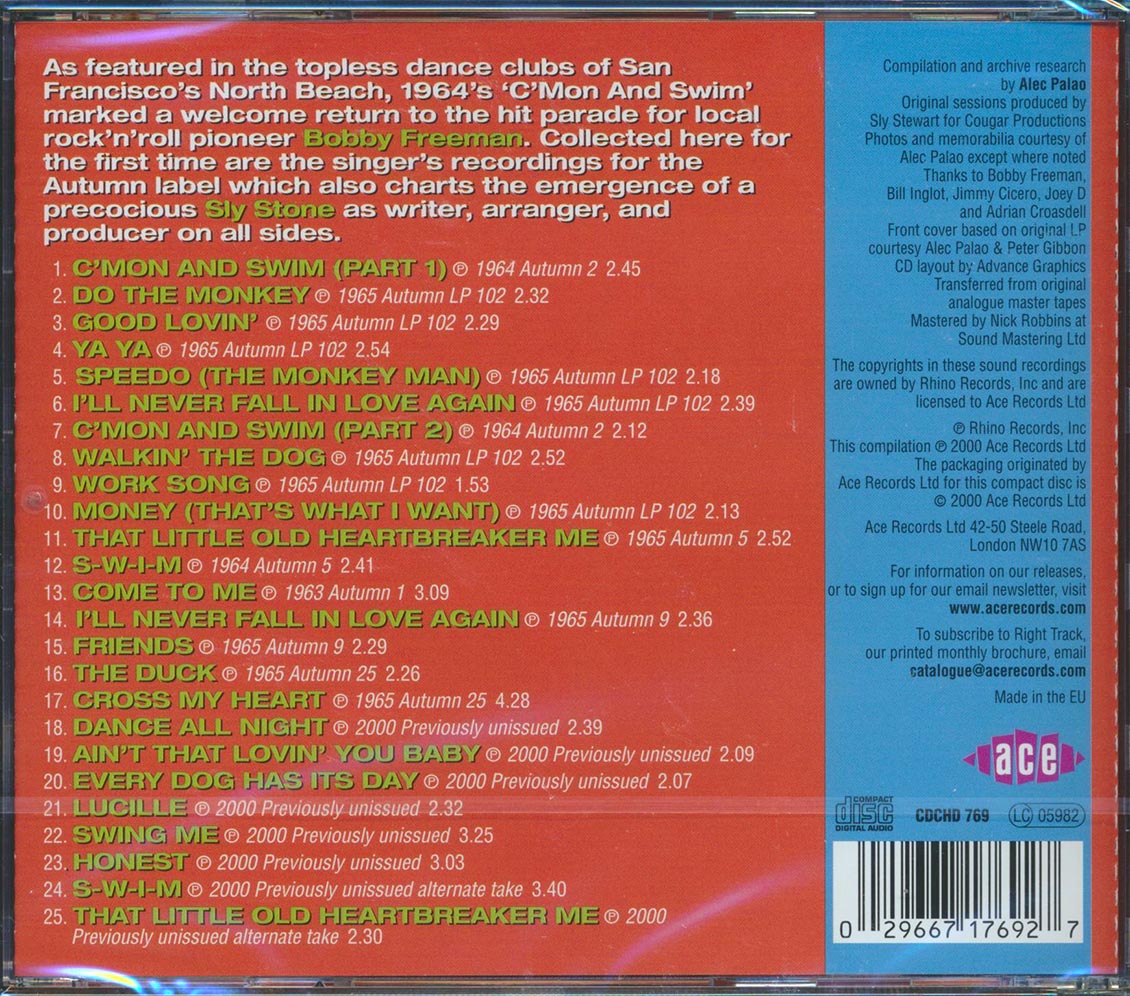 As featured in the topless dance clubs of San
Francisco's North Beach, 1964's ‘C'Mon And Swim’
marked a welcome return to the hit parade for local
rock'n'roll pioneer Bobby Freeman. Collected here for
the first time are the singer's recordings for the
Autumn label which also charts the emergence of a
precocious Sly Stone as writer, arranger, and
producer on all sides.
1. C'MON AND SWIM (PART 1) ℗ 1964 Autumn 2 2.45
2. DO THE MONKEY ℗ 1965 Autumn LP 102 2.32
3. GOOD LOVIN' ℗ 1965 Autumn LP 102 2.29
4. YA YA ℗ 1965 Autumn LP 102 2.54
5. SPEEDO (THE MONKEY MAN) ℗ 1965 Autumn LP 102 2.18
6. I'LL NEVER FALL IN LOVE AGAIN ℗ 1965 Autumn LP 102 2.39
7. C'MON AND SWIM (PART 2) ℗ 1964 Autumn 2 2.12
8. WALKIN' THE DOG ℗ 1965 Autumn LP 102 2.52
9. WORK SONG ℗ 1965 Autumn LP 102 1.53
10. MONEY (THAT'S WHAT I WANT) ℗ 1965 Autumn LP 102 2.13
11. THAT LITTLE OLD HEARTBREAKER ME ℗ 1965 Autumn 5 2.52
12. S-W-I-M ℗ 1964 Autumn 5 2.41
13. COME TO ME ℗ 1963 Autumn 1 3.09
14. I'LL NEVER FALL IN LOVE AGAIN ℗ 1965 Autumn 9 2.36
15. FRIENDS ℗ 1965 Autumn 9 2.29
16. THE DUCK ℗ 1965 Autumn 25 2.26
17. CROSS MY HEART ℗ 1965 Autumn 25 4.28
18. DANCE ALL NIGHT ℗ 2000 Previously unissued 2.39
19. AIN'T THAT LOVIN' YOU BABY ℗ 2000 Previously unissued 2.09
20. EVERY DOG HAS ITS DAY ℗ 2000 Previously unissued 2.07
21. LUCILLE ℗ 2000 Previously unissued 2.32
22. SWING ME ℗ 2000 Previously unissued 3.25
23. HONEST ℗ 2000 Previously unissued 3.03
24. S-W-I-M ℗ 2000 Previously unissued alternate take 3.40
25. THAT LITTLE OLD HEARTBREAKER ME ℗ 2000
Previously unissued alternate take 2.30
Compilation and archive research
by Alec Palao
Original sessions produced by
Sly Stewart for Cougar Productions
Photos and memorabilia courtesy of
Alec Palao except where noted
Thanks to Bobby Freeman,
Bill Inglot, Jimmy Cicero, Joey D
and Adrian Croasdell
Front cover based on original LP
courtesy Alec Palao & Peter Gibbon
CD layout by Advance Graphics
Transferred from original
analogue master tapes
Mastered by Nick Robbins at
Sound Mastering Ltd
The copyrights in these sound recordings
are owned by Rhino Records, Inc and are
licensed to Ace Records Ltd
℗ Rhino Records, Inc
This compilation ℗ 2000 Ace Records Ltd
The packaging originated by
Ace Records Ltd for this compact disc is
© 2000 Ace Records Ltd
Ace Records Ltd 42-50 Steele Road,
London NW10 7AS
For information on our releases,
or to sign up for our email newsletter, visit
www.acerecords.com
To subscribe to Right Track,
our printed monthly brochure, email
catalogue@acerecords.com
Made in the EU
ace
COMPACT
disc
DIGITAL AUDIO
CDCHD 769
LC 05982
0 29667 17692 7